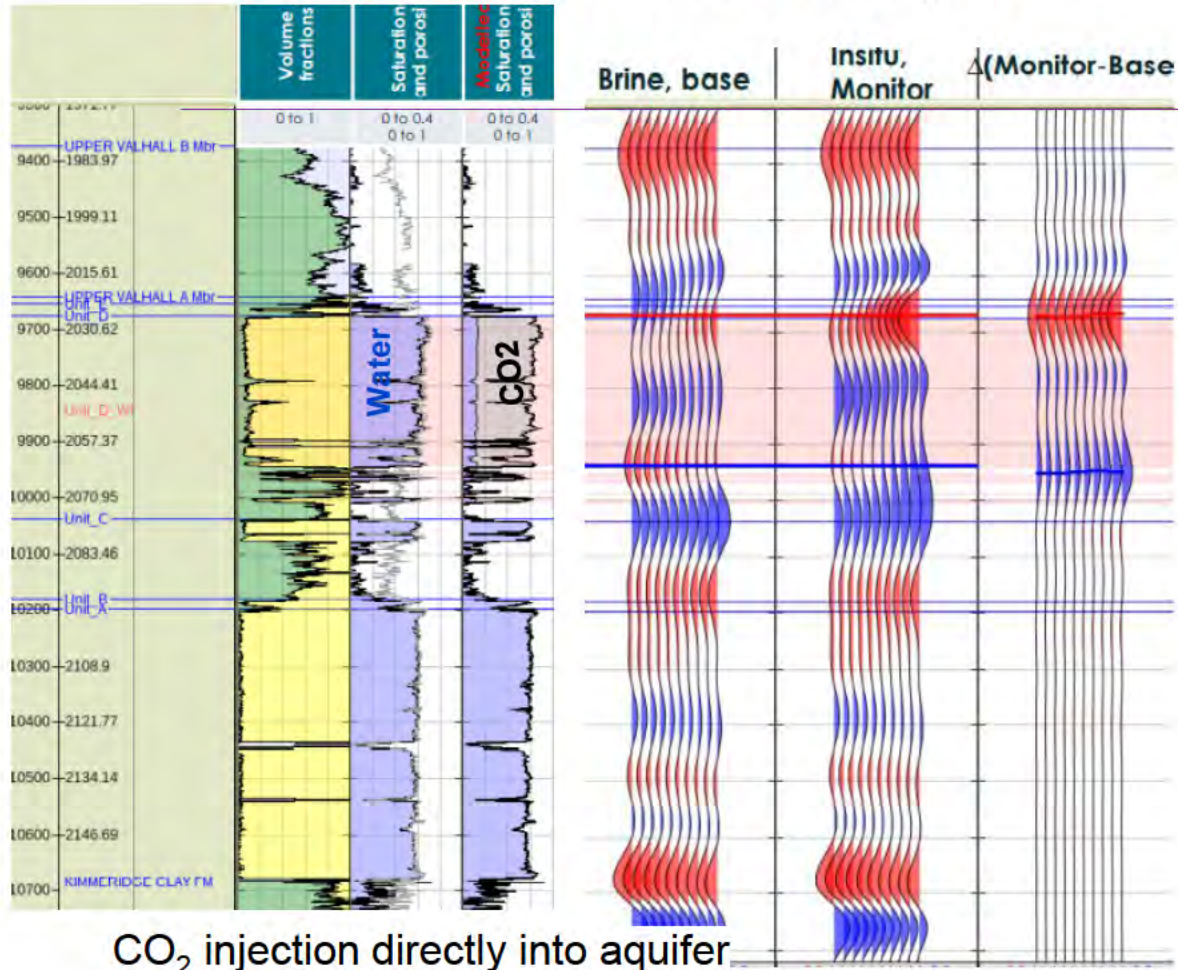 Volume
fractions
Saturation
and porosi
Modelled
Saturation
and porosi
Brine, base
Insitu,
Monitor
Δ(Monitor-Base
0 to 1
0 to 0.4
0 to 1
0 to 0.4
0 to 1
UPPER VALHALL B Mbr
9400 1983.97
9500 1999.11
9600 2015.61
UPPER VALHALL A Mbr
Unit_E
Unit_D
9700 2030.62
Water
CO2
9800 2044.41
Unit_D_W
9900 2057.37
10000 2070.95
Unit_C
10100 2083.46
Unit_B
Unit_A
10200
10300 2108.9
10400 2121.77
10500 2134.14
10600 2146.69
KIMMERIDGE CLAY FM
10700
CO₂ injection directly into aquifer